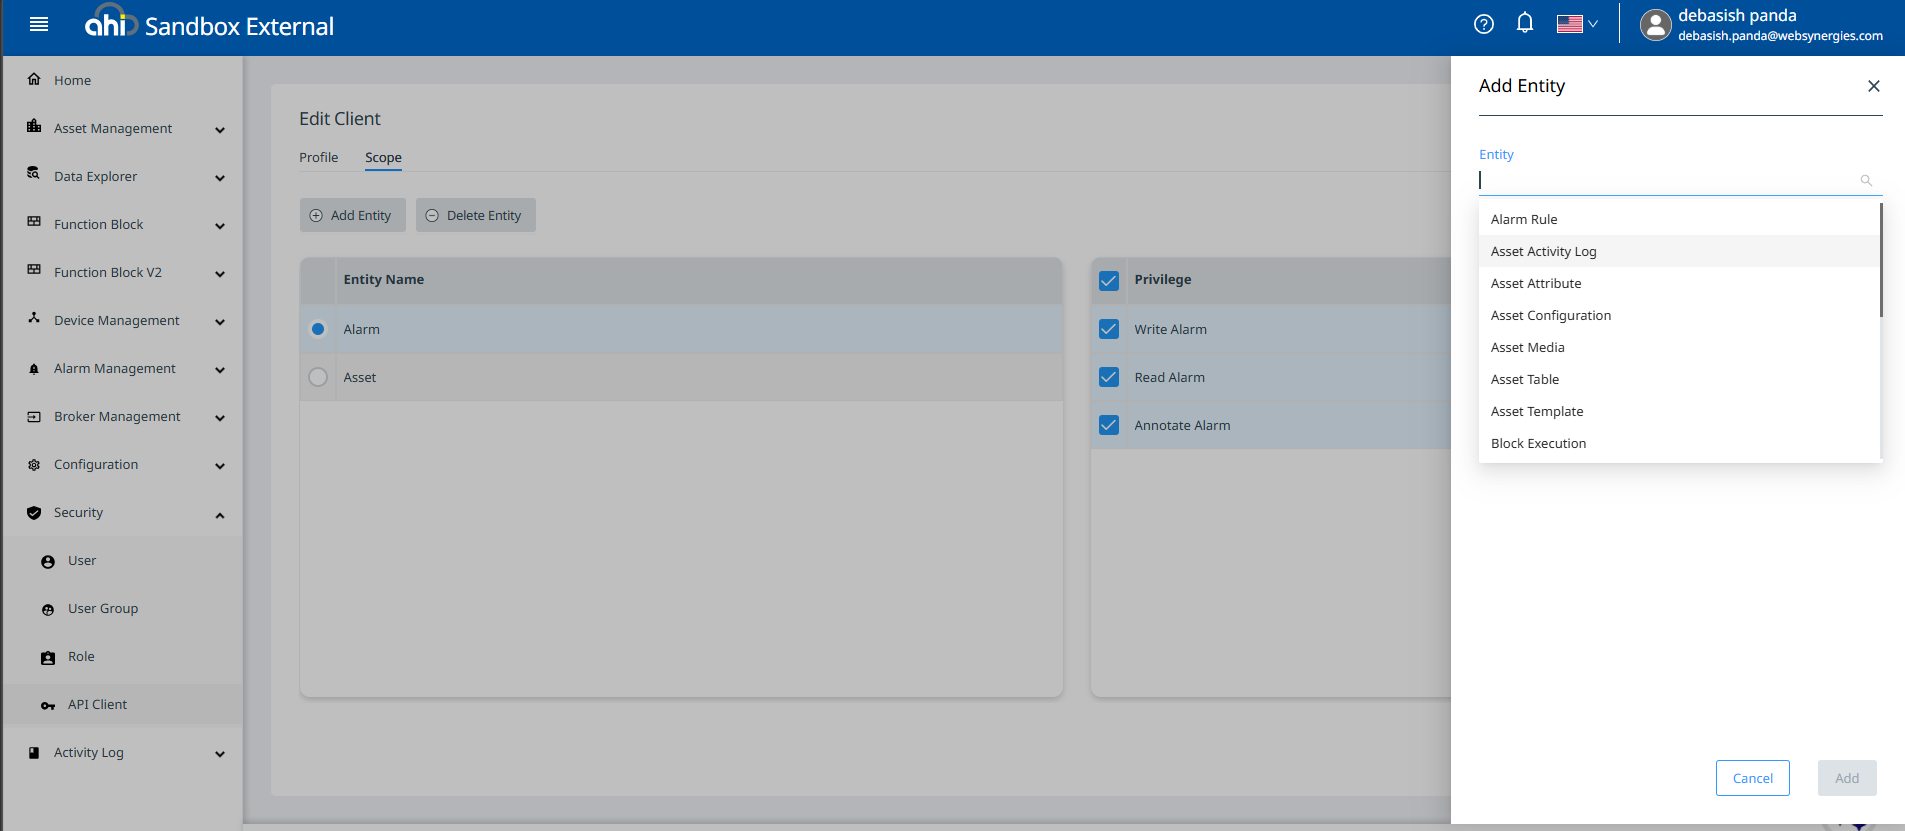 ahi Sandbox External
debasish panda
debasish.panda@websynergies.com
Home
Asset Management
Data Explorer
Function Block
Function Block V2
Device Management
Alarm Management
Broker Management
Configuration
Security
User
User Group
Role
API Client
Activity Log
Edit Client
Profile Scope
Add Entity Delete Entity
Entity Name
Alarm
Asset
Privilege
Write Alarm
Read Alarm
Annotate Alarm
Add Entity
Entity
Alarm Rule
Asset Activity Log
Asset Attribute
Asset Configuration
Asset Media
Asset Table
Asset Template
Block Execution
Cancel Add